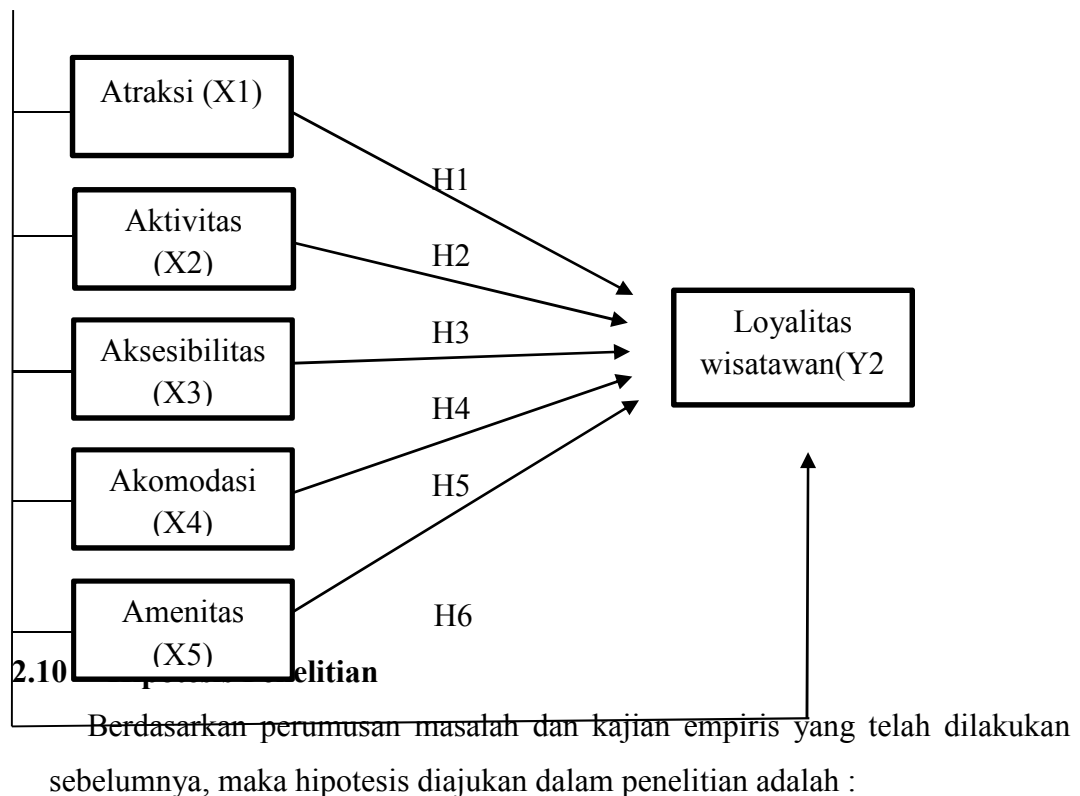 Atraksi (X1)
H1
Aktivitas
(X2)
H2
Aksesibilitas
(X3)
H3
Loyalitas
wisatawan(Y2
Akomodasi
(X4)
H4
H5
Amenitas
(X5)
H6
2.10 elitian
Berdasarkan perumusan masalah dan kajian empiris yang telah dilakukan
sebelumnya, maka hipotesis diajukan dalam penelitian adalah :